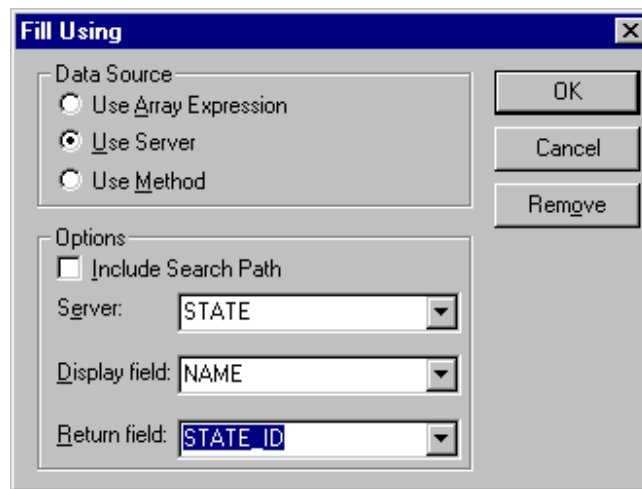 Fill Using
Data Source
Use Array Expression
Use Server
Use Method
OK
Cancel
Remove
Options
Include Search Path
Server: STATE
Display field: NAME
Return field: STATE_ID